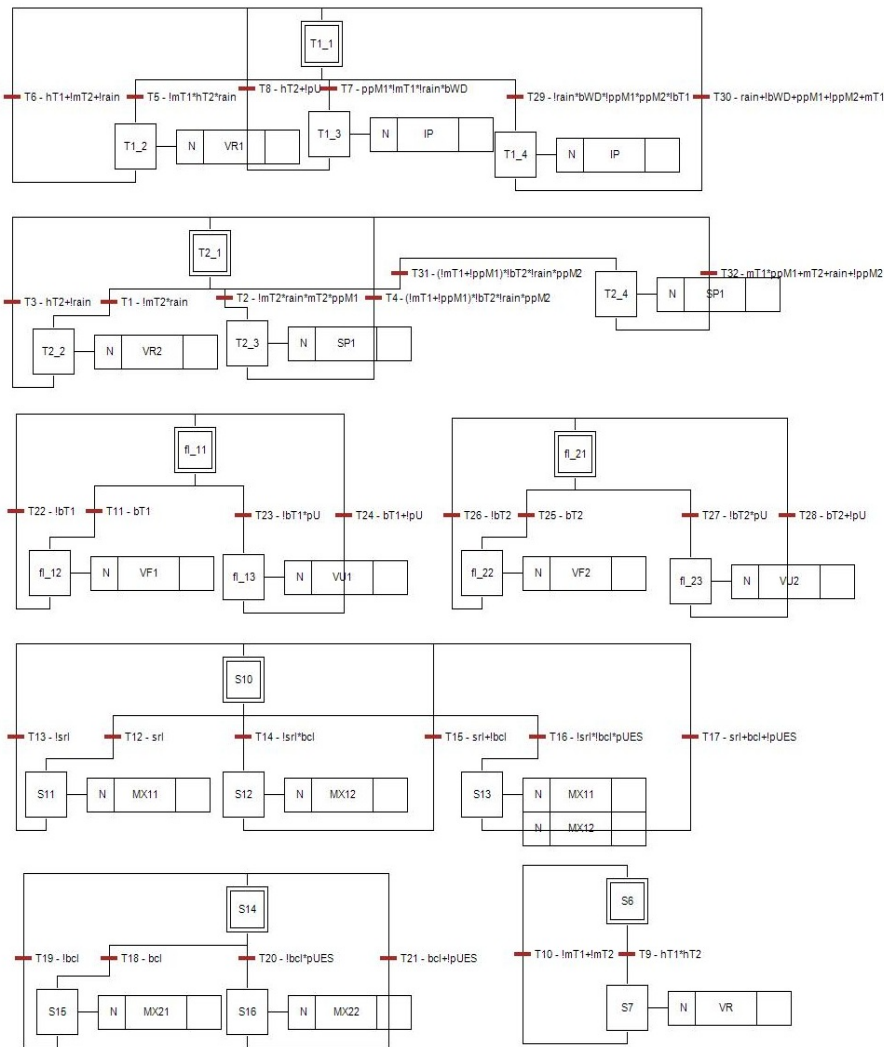 T1_1
T6 - hT1+!mT2+!rain
T5 - !mT1*hT2*rain
T8 - hT2+!pU
T7 - ppM1*!mT1*!rain*bWD
T29 - !rain*bWD*!ppM1*ppM2*!bT1
T30 - rain+!bWD+ppM1+!ppM2+mT1
T1_2 N VR1
T1_3 N IP
T1_4 N IP
T2_1
T31 - (!mT1+!ppM1)*!bT2*!rain*ppM2
T32 - mT1*ppM1+mT2+rain+!ppM2
T2_4 N SP1
T3 - hT2+!rain
T1 - !mT2*rain
T2 - !mT2*rain*mT2*ppM1
T4 - (!mT1+!ppM1)*!bT2*!rain*ppM2
T2_2 N VR2
T2_3 N SP1
fl_11
fl_21
T22 - !bT1
T11 - bT1
T23 - !bT1*pU
T24 - bT1+!pU
T26 - !bT2
T25 - bT2
T27 - !bT2*pU
T28 - bT2+!pU
fl_12 N VF1
fl_13 N VU1
fl_22 N VF2
fl_23 N VU2
S10
T13 - !srl
T12 - srl
T14 - !srl*bcl
T15 - srl+!bcl
T16 - !srl*!bcl*pUES
T17 - srl+bcl+!pUES
S11 N MX11
S12 N MX12
S13 N MX11
N MX12
S14
S6
T19 - !bcl
T18 - bcl
T20 - !bcl*pUES
T21 - bcl+!pUES
T10 - !mT1+!mT2
T9 - hT1*hT2
S15 N MX21
S16 N MX22
S7 N VR